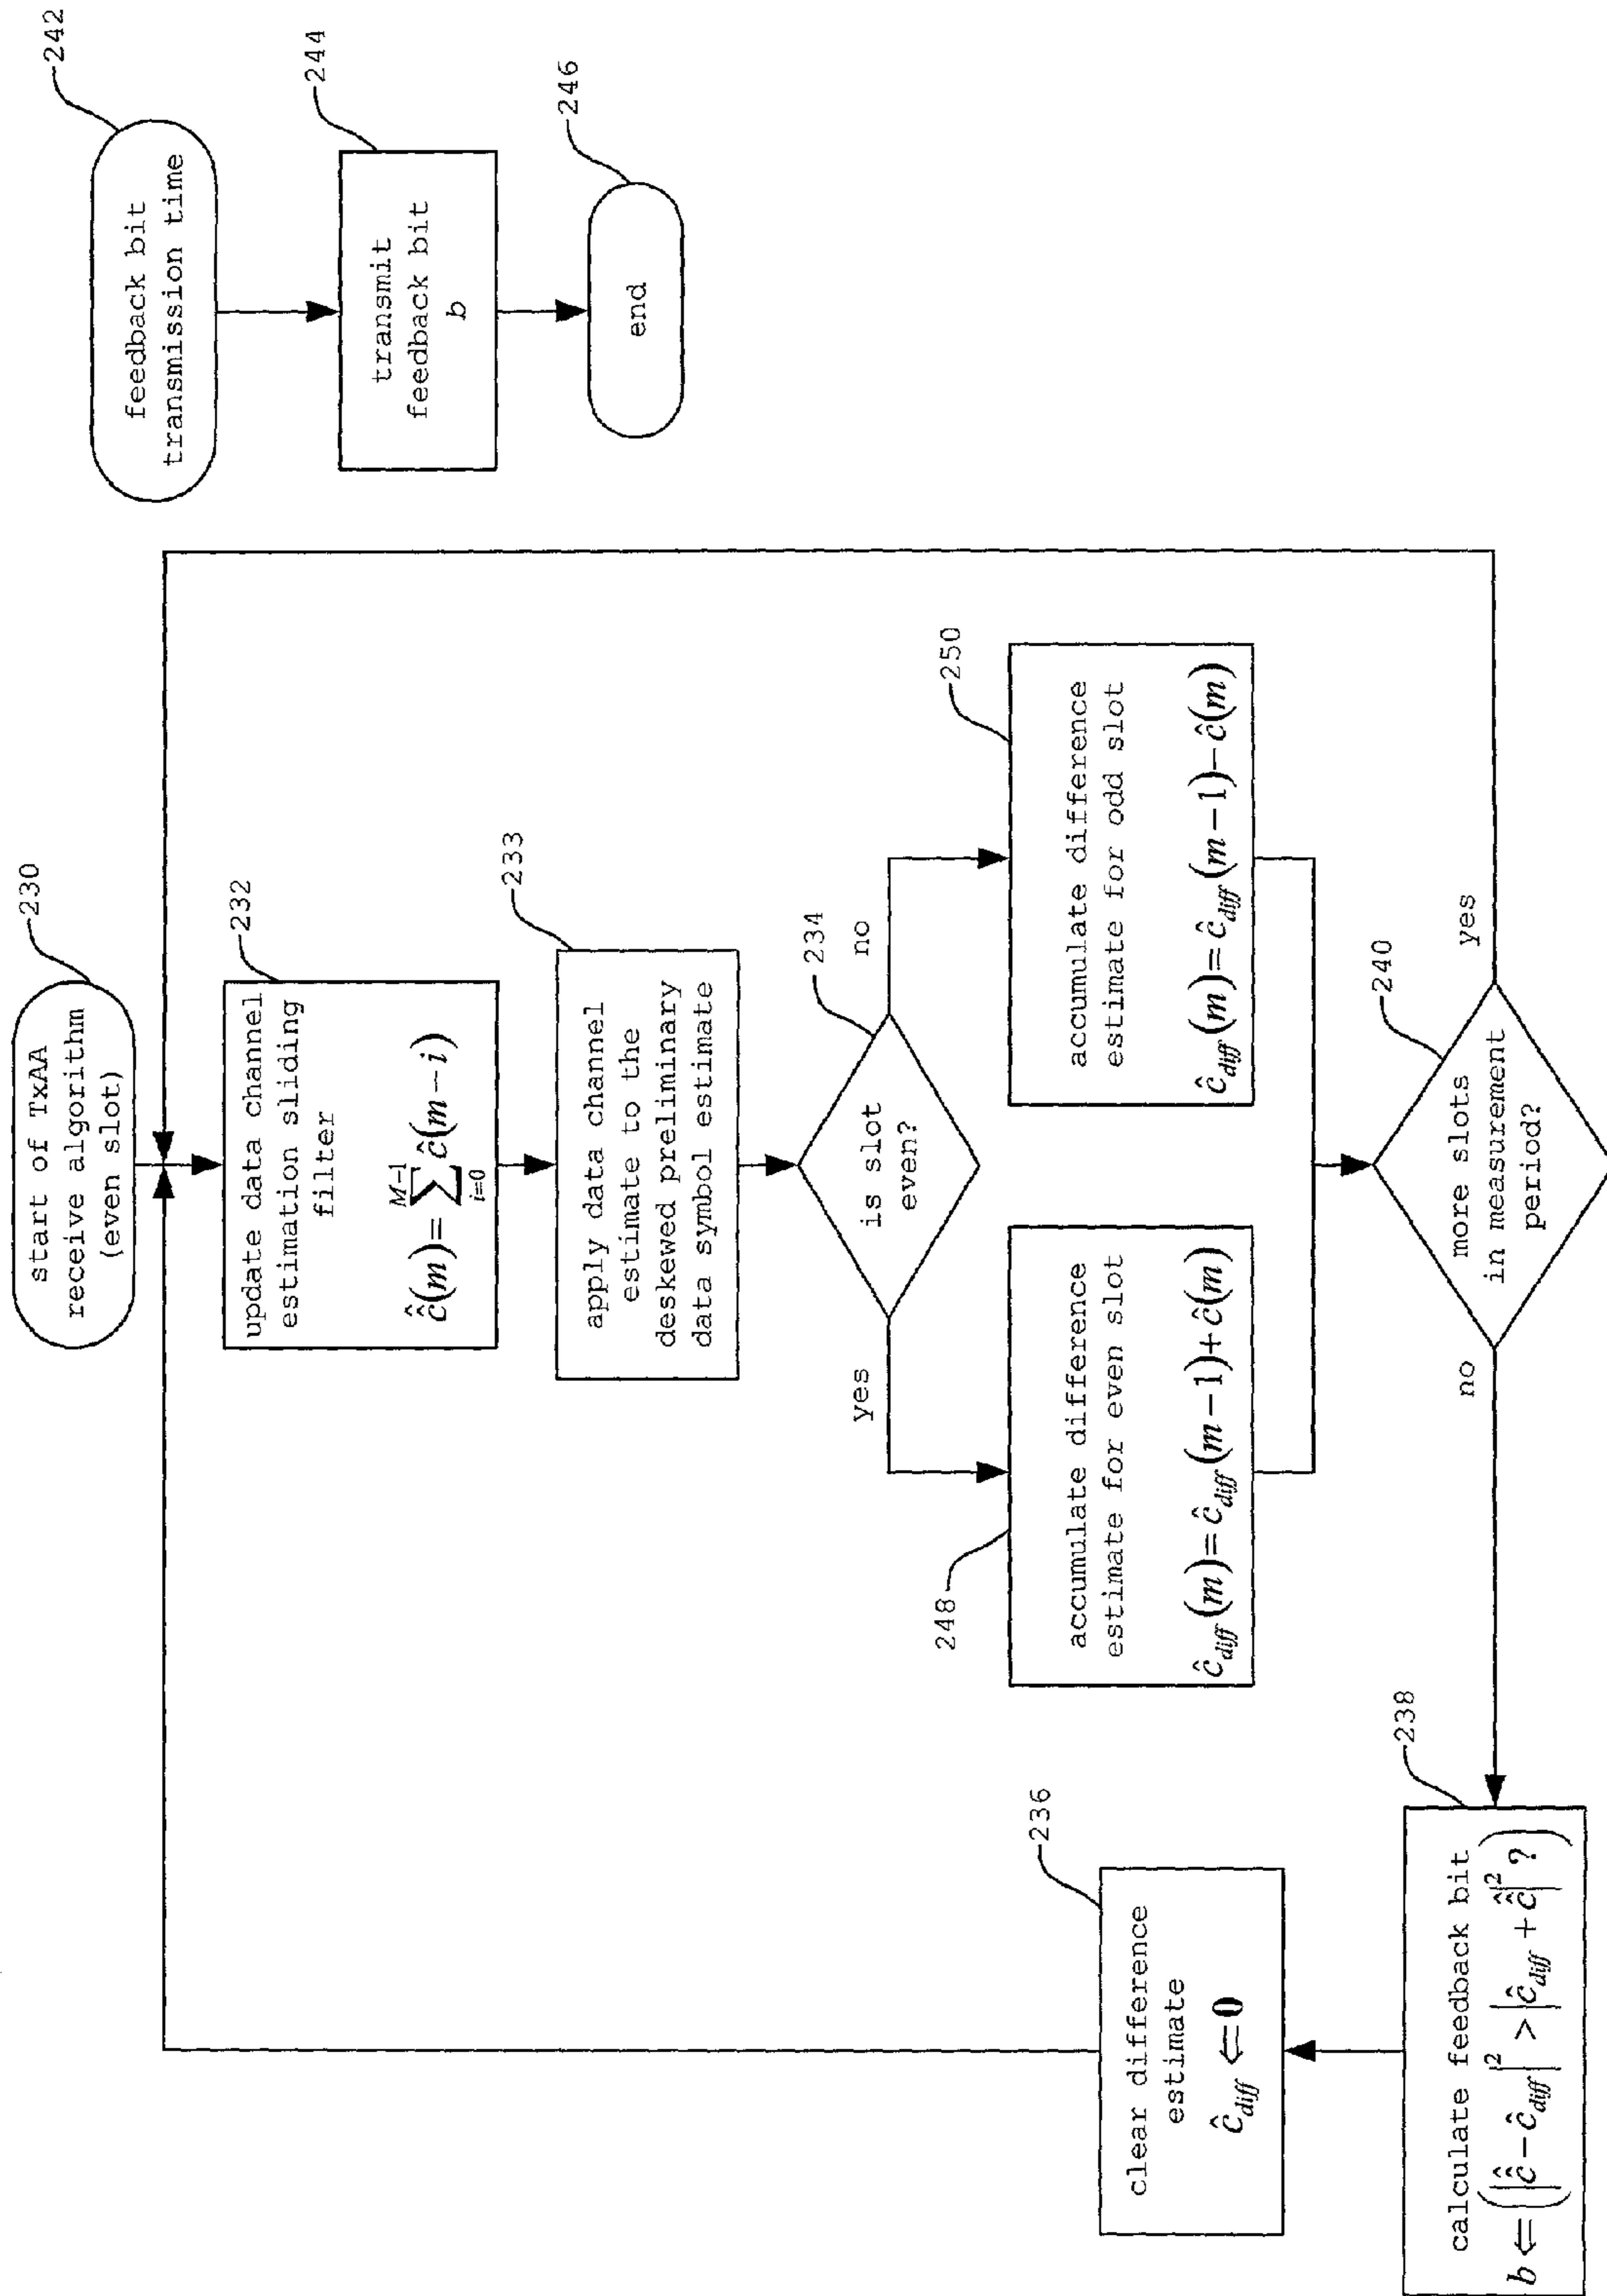 start of TxAA
receive algorithm
(even slot)
230
update data channel
estimation sliding
filter
ĉ(m)=∑_{i=0}^{M-1} ĉ(m-i)
232
apply data channel
estimate to the
deskewed preliminary
data symbol estimate
233
is slot
even?
234
yes
no
accumulate difference
estimate for even slot
ĉ_diff(m)=ĉ_diff(m-1)+ĉ(m)
248
accumulate difference
estimate for odd slot
ĉ_diff(m)=ĉ_diff(m-1)-ĉ(m)
250
more slots
in measurement
period?
240
yes
no
calculate feedback bit
b⇐(|ĉ̂-ĉ_diff|²>|ĉ_diff+ĉ̂|²?)
238
clear difference
estimate
ĉ_diff⇐0
236
feedback bit
transmission time
242
transmit
feedback bit
b
244
end
246